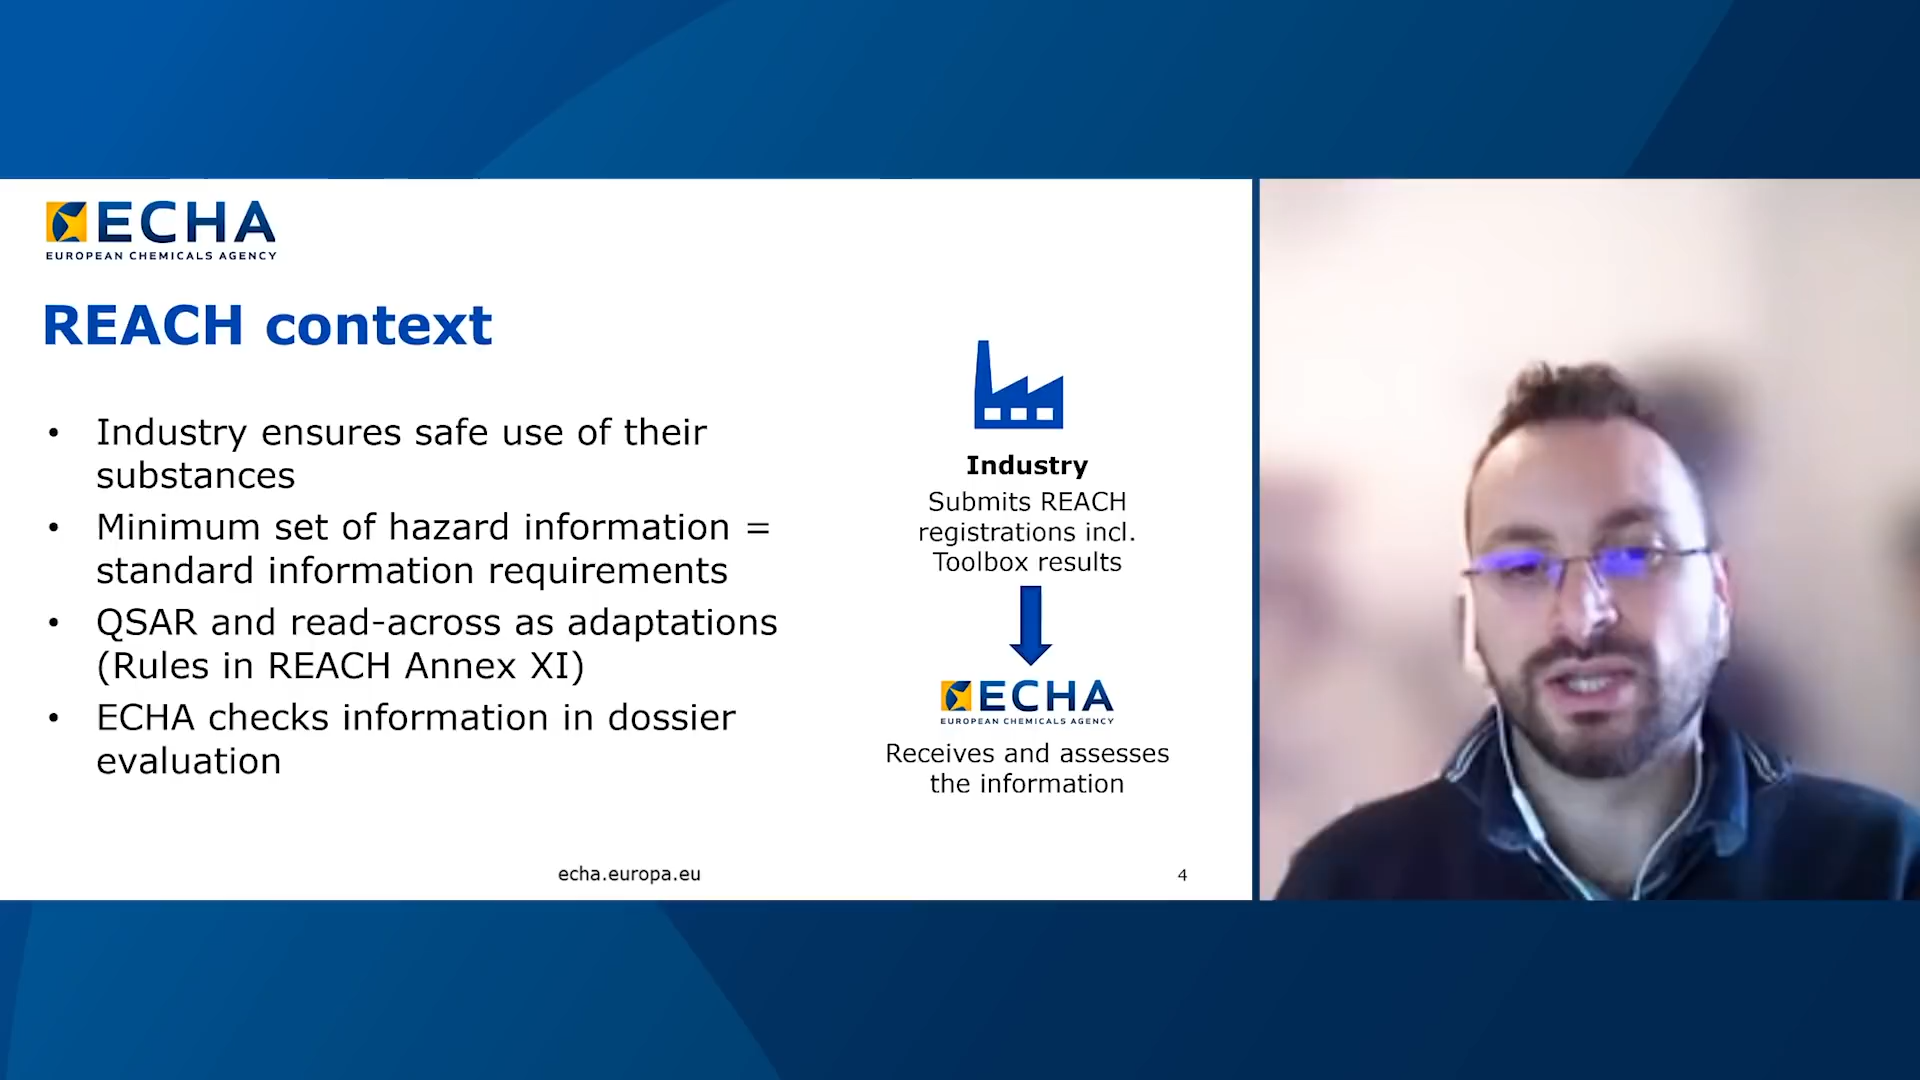 ECHA
EUROPEAN CHEMICALS AGENCY
REACH context
• Industry ensures safe use of their
substances
• Minimum set of hazard information =
standard information requirements
• QSAR and read-across as adaptations
(Rules in REACH Annex XI)
• ECHA checks information in dossier
evaluation
Industry
Submits REACH
registrations incl.
Toolbox results
ECHA
EUROPEAN CHEMICALS AGENCY
Receives and assesses
the information
echa.europa.eu
4